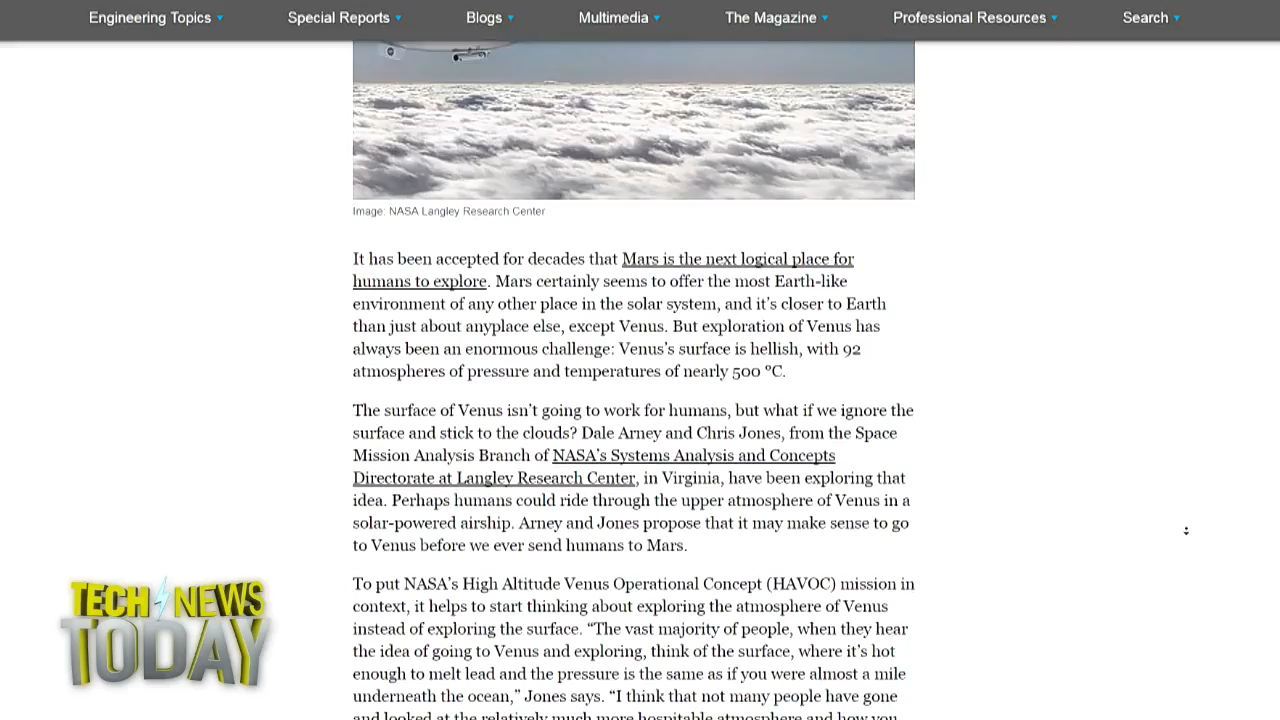 Engineering Topics Special Reports Blogs Multimedia The Magazine Professional Resources Search
Image: NASA Langley Research Center
It has been accepted for decades that Mars is the next logical place for
humans to explore. Mars certainly seems to offer the most Earth-like
environment of any other place in the solar system, and it’s closer to Earth
than just about anyplace else, except Venus. But exploration of Venus has
always been an enormous challenge: Venus’s surface is hellish, with 92
atmospheres of pressure and temperatures of nearly 500 ºC.
The surface of Venus isn’t going to work for humans, but what if we ignore the
surface and stick to the clouds? Dale Arney and Chris Jones, from the Space
Mission Analysis Branch of NASA’s Systems Analysis and Concepts
Directorate at Langley Research Center, in Virginia, have been exploring that
idea. Perhaps humans could ride through the upper atmosphere of Venus in a
solar-powered airship. Arney and Jones propose that it may make sense to go
to Venus before we ever send humans to Mars.
To put NASA’s High Altitude Venus Operational Concept (HAVOC) mission in
context, it helps to start thinking about exploring the atmosphere of Venus
instead of exploring the surface. “The vast majority of people, when they hear
the idea of going to Venus and exploring, think of the surface, where it’s hot
enough to melt lead and the pressure is the same as if you were almost a mile
underneath the ocean,” Jones says. “I think that not many people have gone
and looked at the relatively much more hospitable atmosphere and how you
TECH NEWS
TODAY